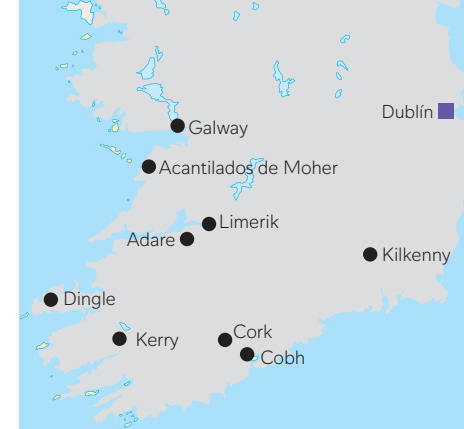 Dublín
Galway
Acantilados de Moher
Limerik
Adare
Kilkenny
Dingle
Kerry
Cork
Cobh